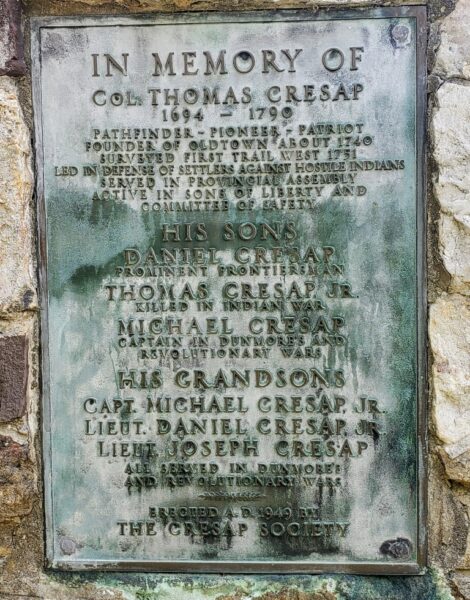 IN MEMORY OF
COL. THOMAS CRESAP
1694 - 1790
PATHFINDER - PIONEER - PATRIOT
FOUNDER OF OLDTOWN ABOUT 1740
SURVEYED FIRST TRAIL WEST 1751
LED IN DEFENSE OF SETTLERS AGAINST HOSTILE INDIANS
SERVED IN PROVINCIAL ASSEMBLY
ACTIVE IN SONS OF LIBERTY AND
COMMITTEE OF SAFETY
HIS SONS
DANIEL CRESAP
PROMINENT FRONTIERSMAN
THOMAS CRESAP, JR.
KILLED IN INDIAN WAR
MICHAEL CRESAP
CAPTAIN IN DUNMORE'S AND
REVOLUTIONARY WARS
HIS GRANDSONS
CAPT. MICHAEL CRESAP, JR.
LIEUT. DANIEL CRESAP, JR.
LIEUT. JOSEPH CRESAP
ALL SERVED IN DUNMORE'S
AND REVOLUTIONARY WARS
ERECTED A.D. 1949 BY
THE CRESAP SOCIETY